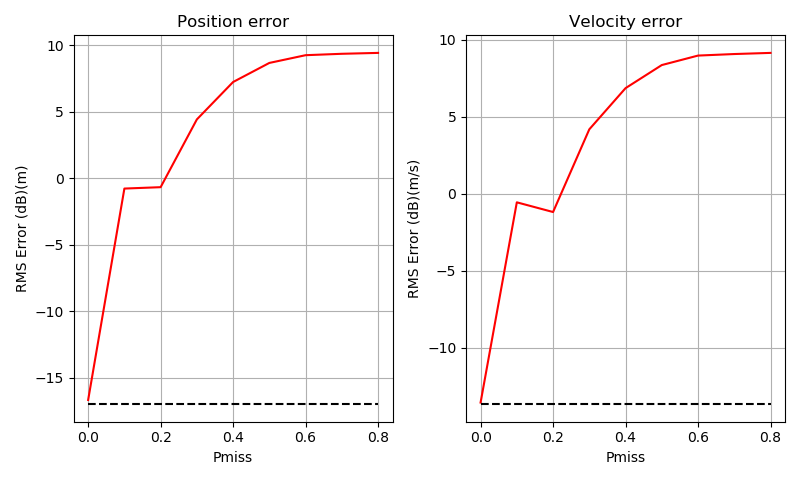 Position error
RMS Error (dB)(m)
10
5
0
−5
−10
−15
0.0 0.2 0.4 0.6 0.8
Pmiss
Velocity error
RMS Error (dB)(m/s)
10
5
0
−5
−10
0.0 0.2 0.4 0.6 0.8
Pmiss